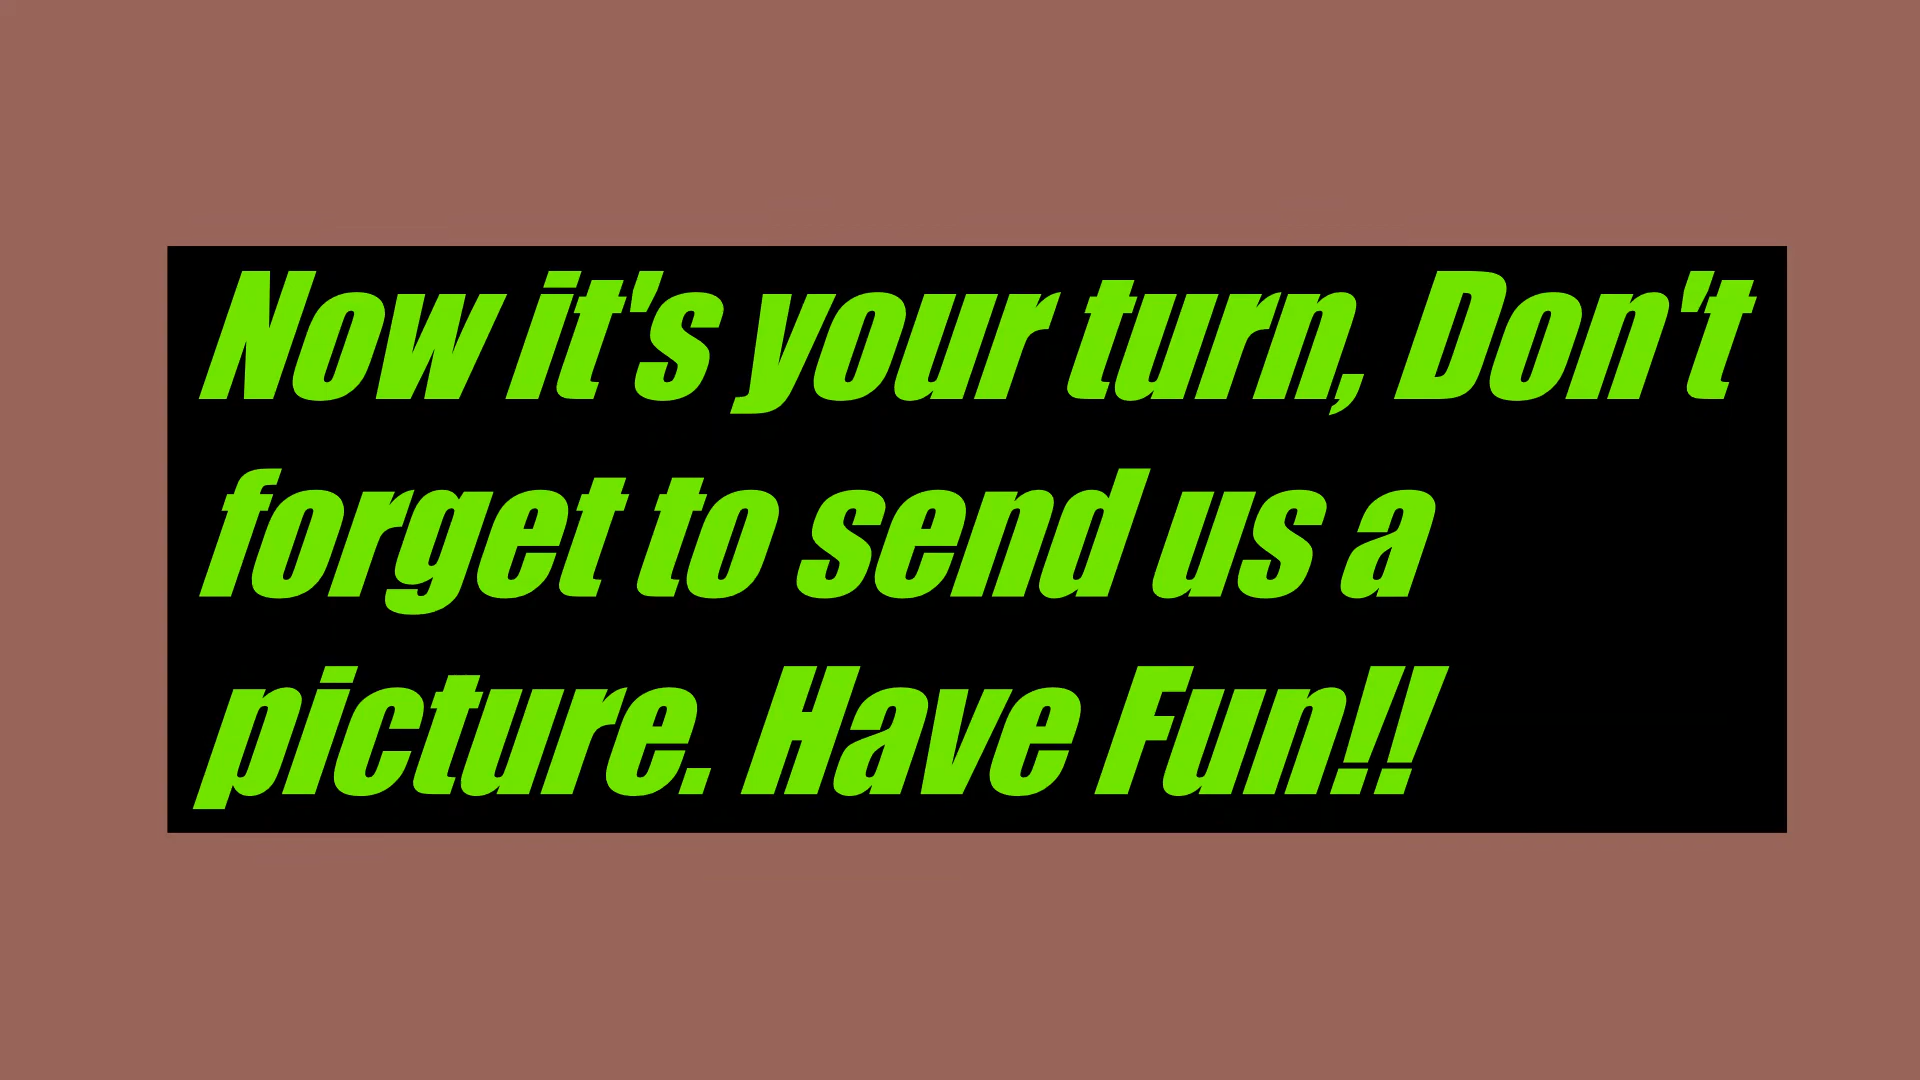 Now it's your turn, Don't
forget to send us a
picture. Have Fun!!